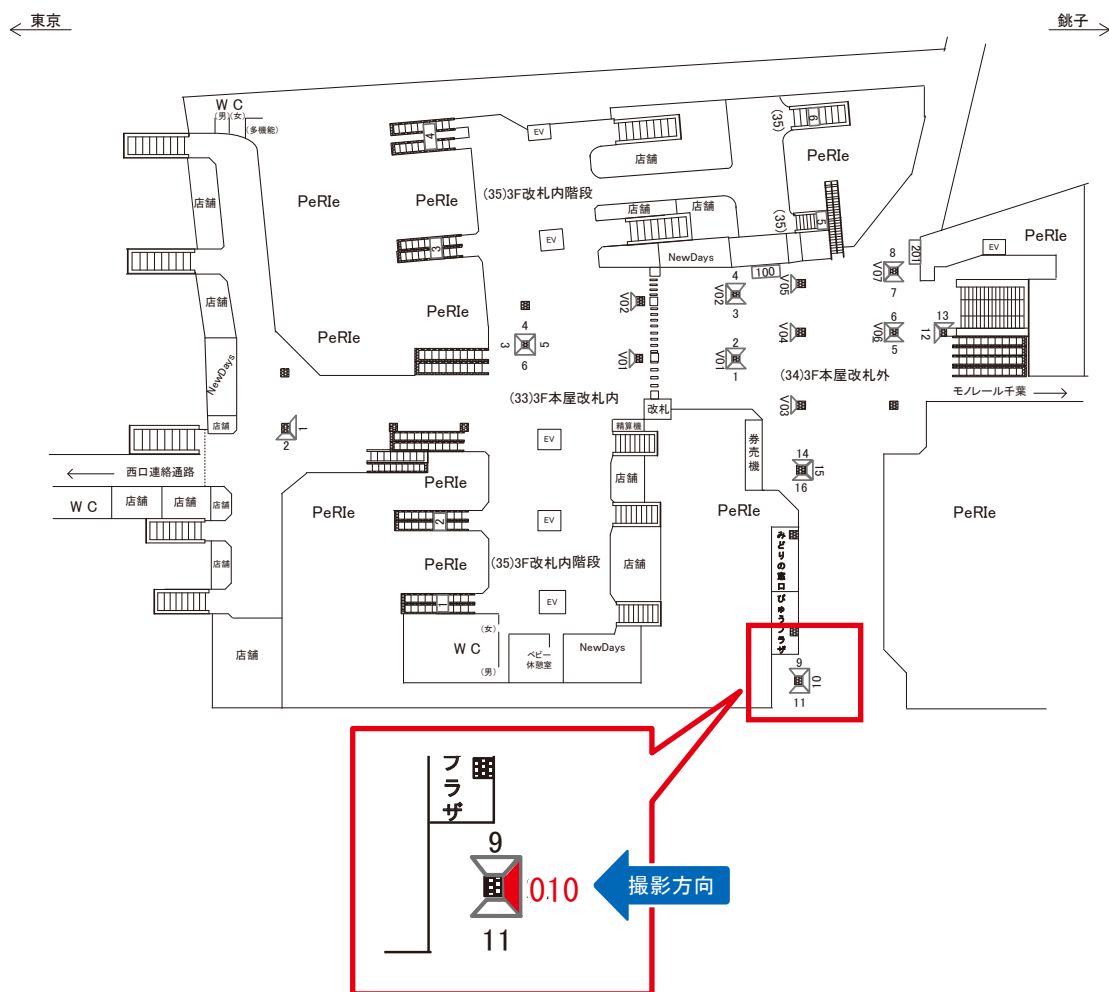 東京
銚子
WC
(男)(女)
(多機能)
4
EV
9
(35)
店舗
PeRIe
店舗
PeRIe
PeRIe
(35)3F改札内階段
店舗
店舗
(35)
5
3
EV
NewDays
100
8
201
EV
PeRIe
V07
7
店舗
PeRIe
PeRIe
V02
4
V02
3
V05
4
3
5
6
V01
2
V01
1
V04
6
V06
5
13
12
NewDays
(33)3F本屋改札内
(34)3F本屋改札外
モノレール千葉
店舗
1
2
改札
精算機
V03
EV
券売機
西口連絡通路
14
15
16
WC
店舗
店舗
店舗
PeRIe
PeRIe
店舗
PeRIe
PeRIe
2
EV
みどりの窓口
店舗
PeRIe
(35)3F改札内階段
店舗
1
EV
びゅうプラザ
店舗
WC
(女)
(男)
ベビー
休憩室
NewDays
9
10
11
プラザ
9
010
撮影方向
11